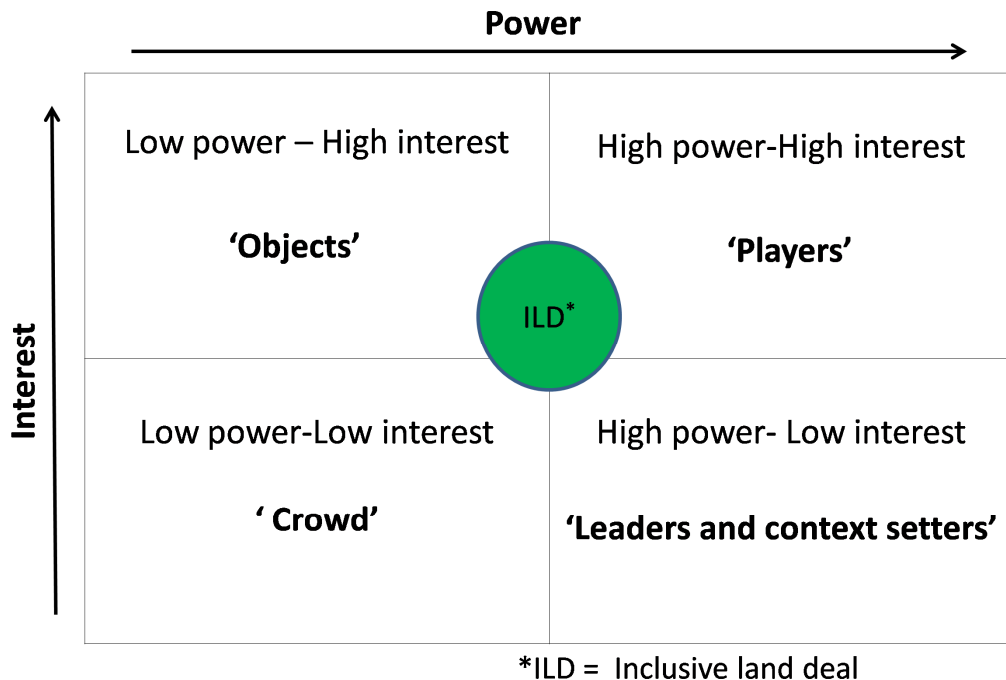 Power
Low power – High interest
High power-High interest
‘Objects’
‘Players’
ILD*
Interest
Low power-Low interest
High power- Low interest
‘ Crowd’
‘Leaders and context setters’
*ILD = Inclusive land deal